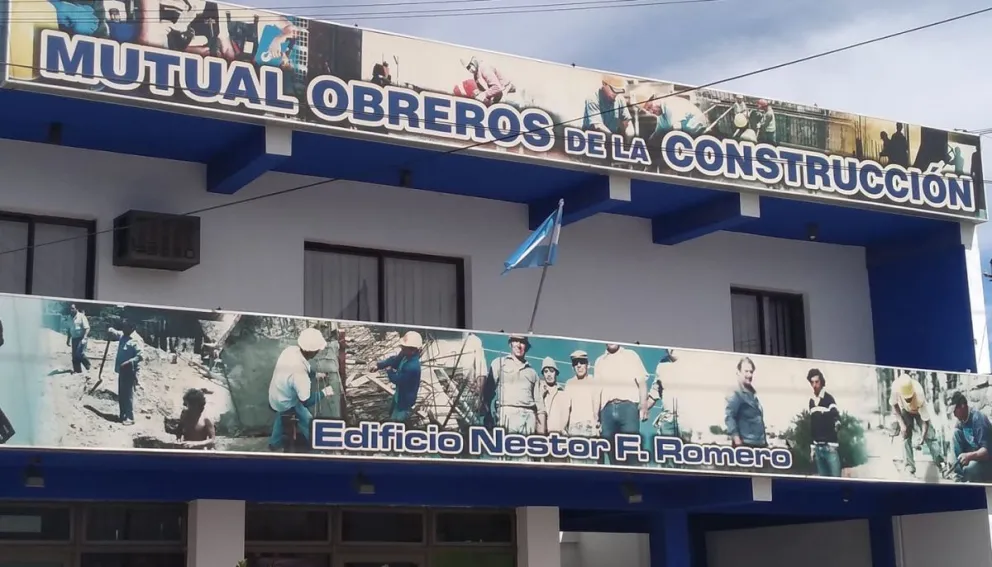 MUTUAL OBREROS DE LA CONSTRUCCIÓN
Edificio Nestor F. Romero